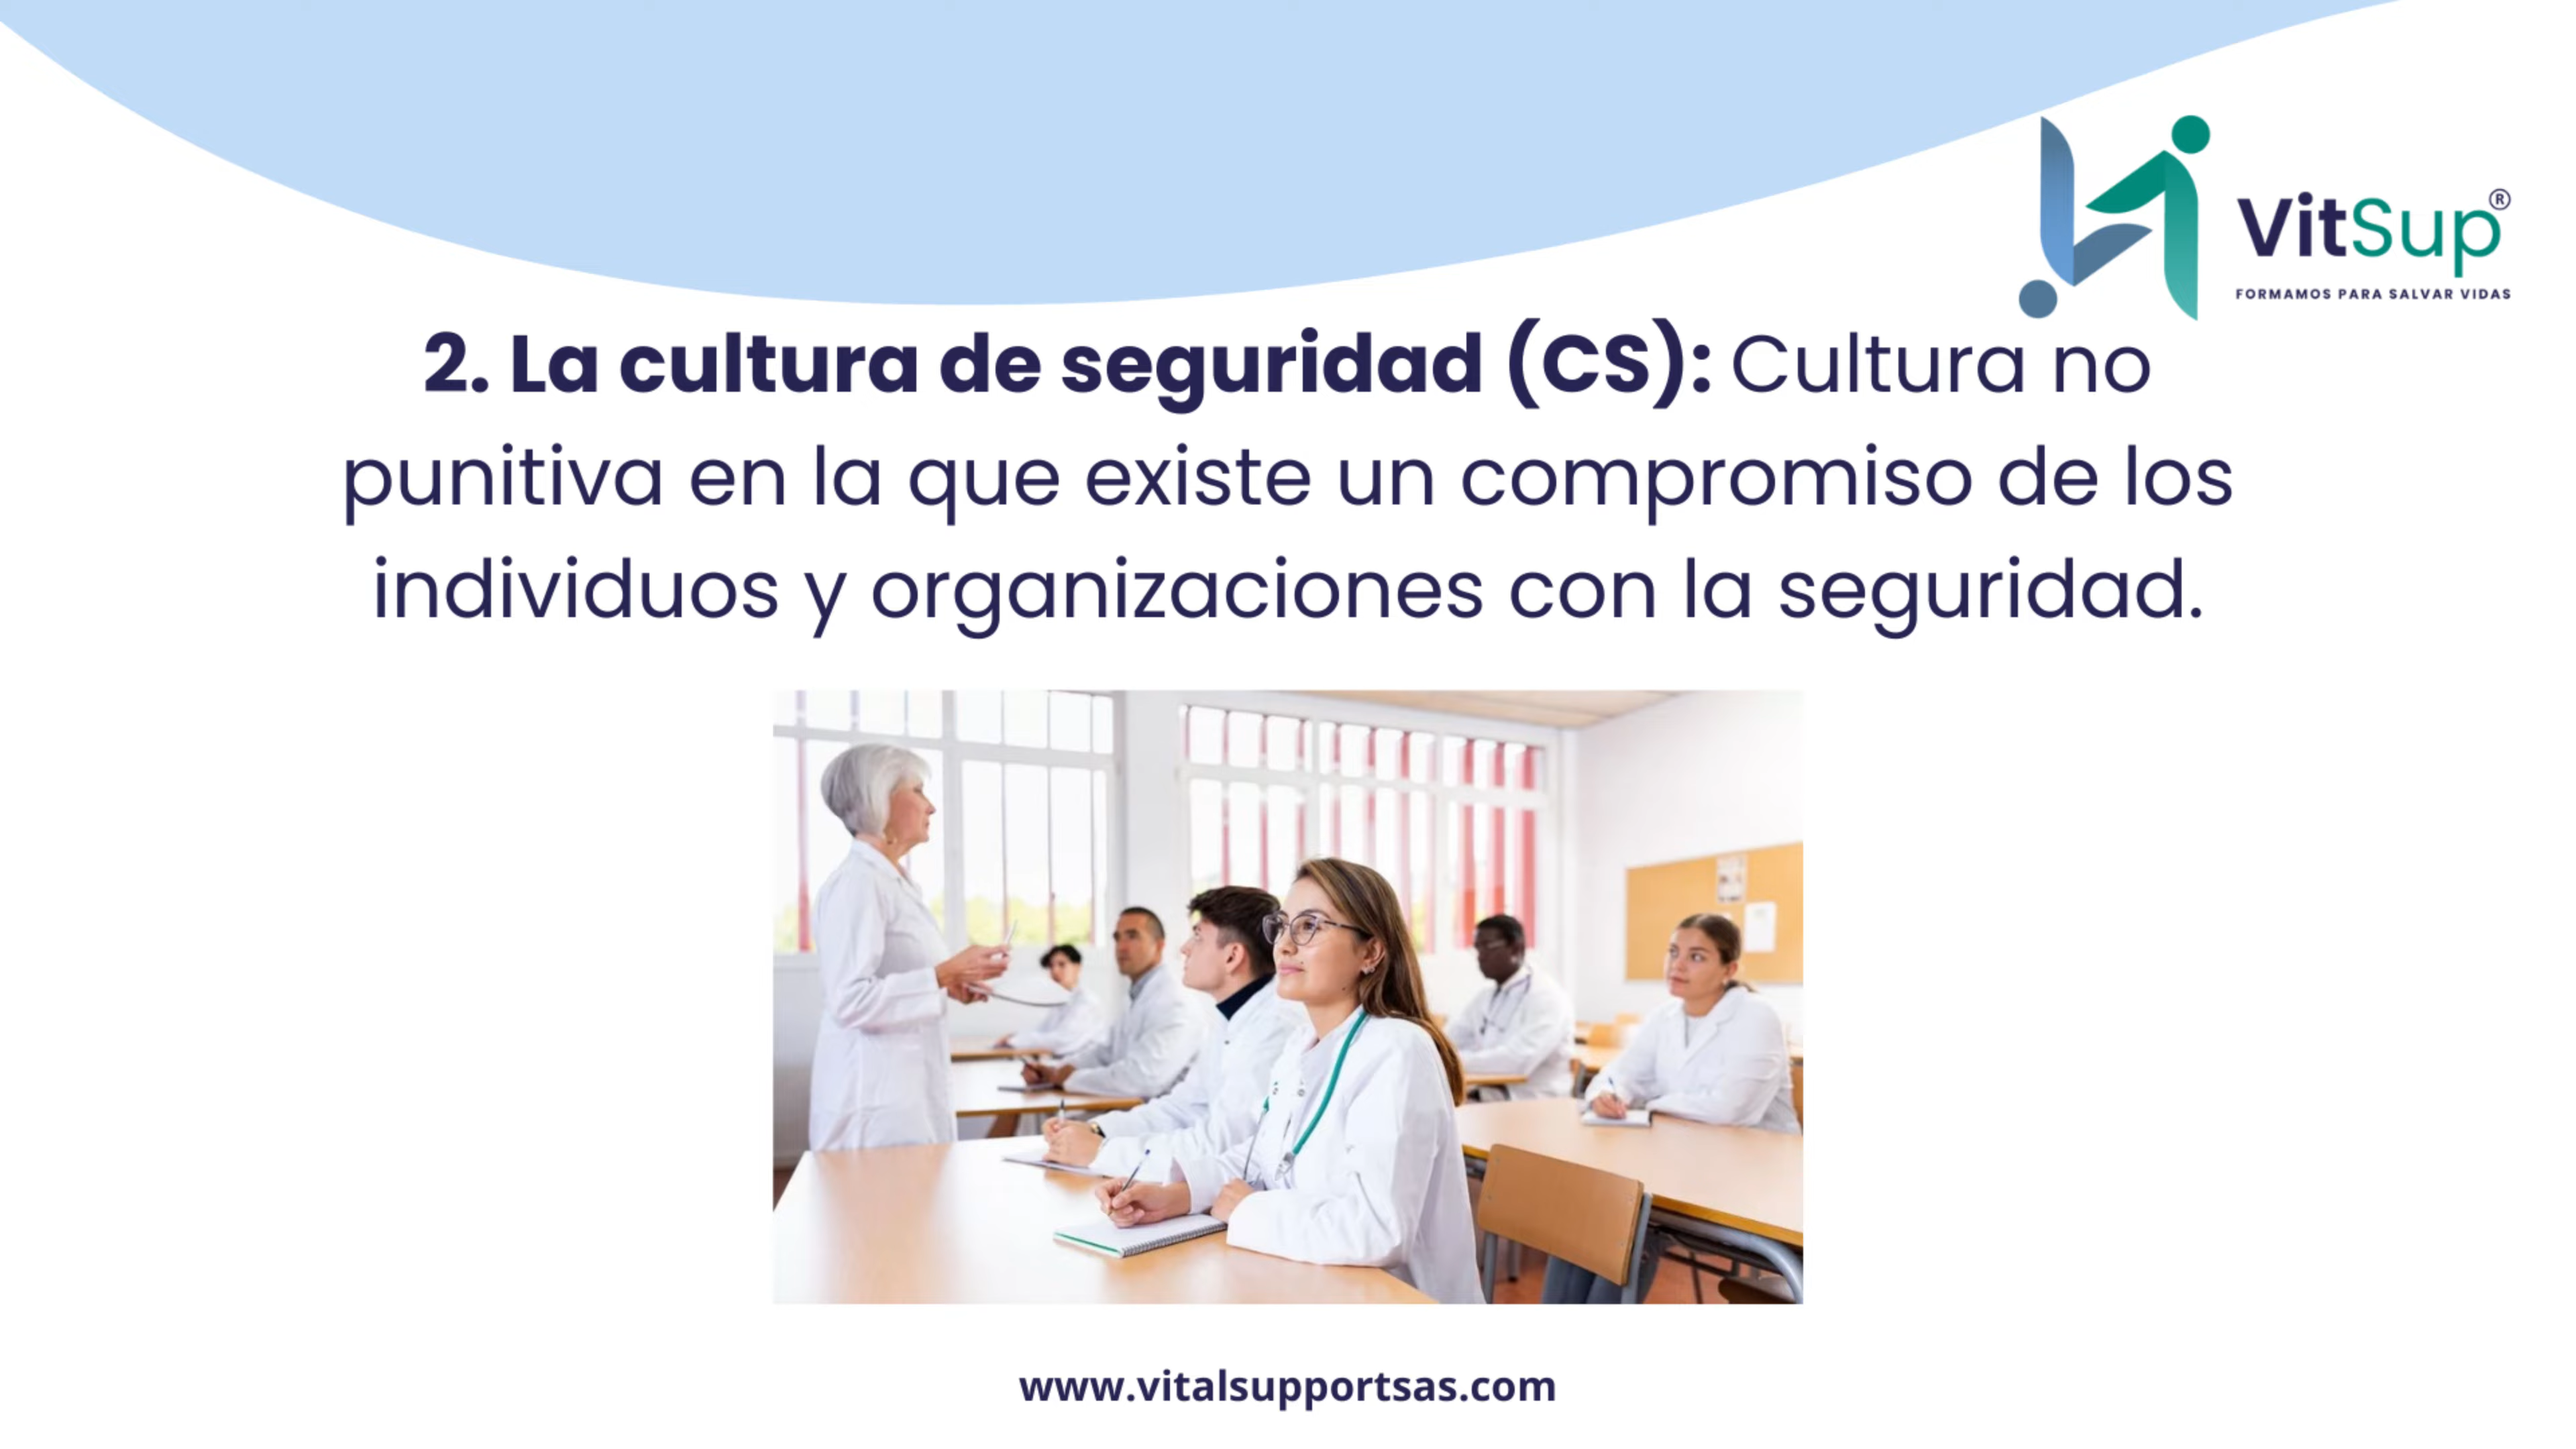 VitSup®
FORMAMOS PARA SALVAR VIDAS
2. La cultura de seguridad (CS): Cultura no
punitiva en la que existe un compromiso de los
individuos y organizaciones con la seguridad.
www.vitalsupportsas.com